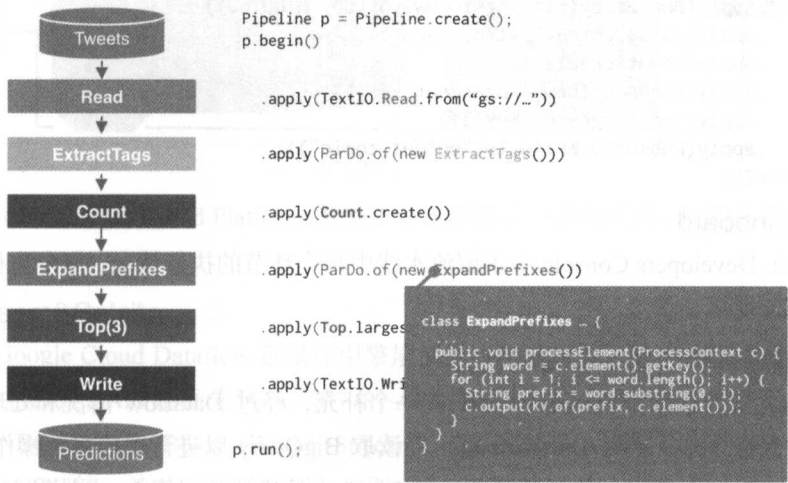 Tweets
Pipeline p = Pipeline.create();
p.begin()
Read
.apply(TextIO.Read.from(“gs://…”))
ExtractTags
.apply(ParDo.of(new ExtractTags()))
Count
.apply(Count.create())
ExpandPrefixes
.apply(ParDo.of(new ExpandPrefixes())
Top(3)
.apply(Top.larges
Write
.apply(TextIO.Wri
Predictions
p.run();
class ExpandPrefixes … {
...
public void processElement(ProcessContext c) {
String word = c.element().getKey();
for (int i = 1; i <= word.length(); i++) {
String prefix = word.substring(0, i);
c.output(KV.of(prefix, c.element()));
}
}
}